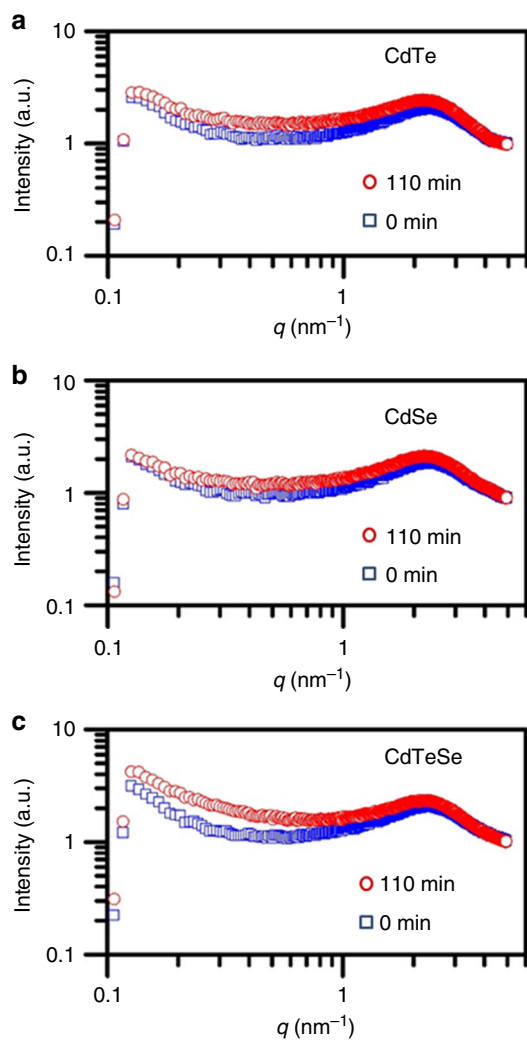 a
10
CdTe
Intensity (a.u.)
1
110 min
0 min
0.1
0.1
1
q (nm⁻¹)
b
10
CdSe
Intensity (a.u.)
1
110 min
0 min
0.1
0.1
1
q (nm⁻¹)
c
10
CdTeSe
Intensity (a.u.)
1
110 min
0 min
0.1
0.1
1
q (nm⁻¹)